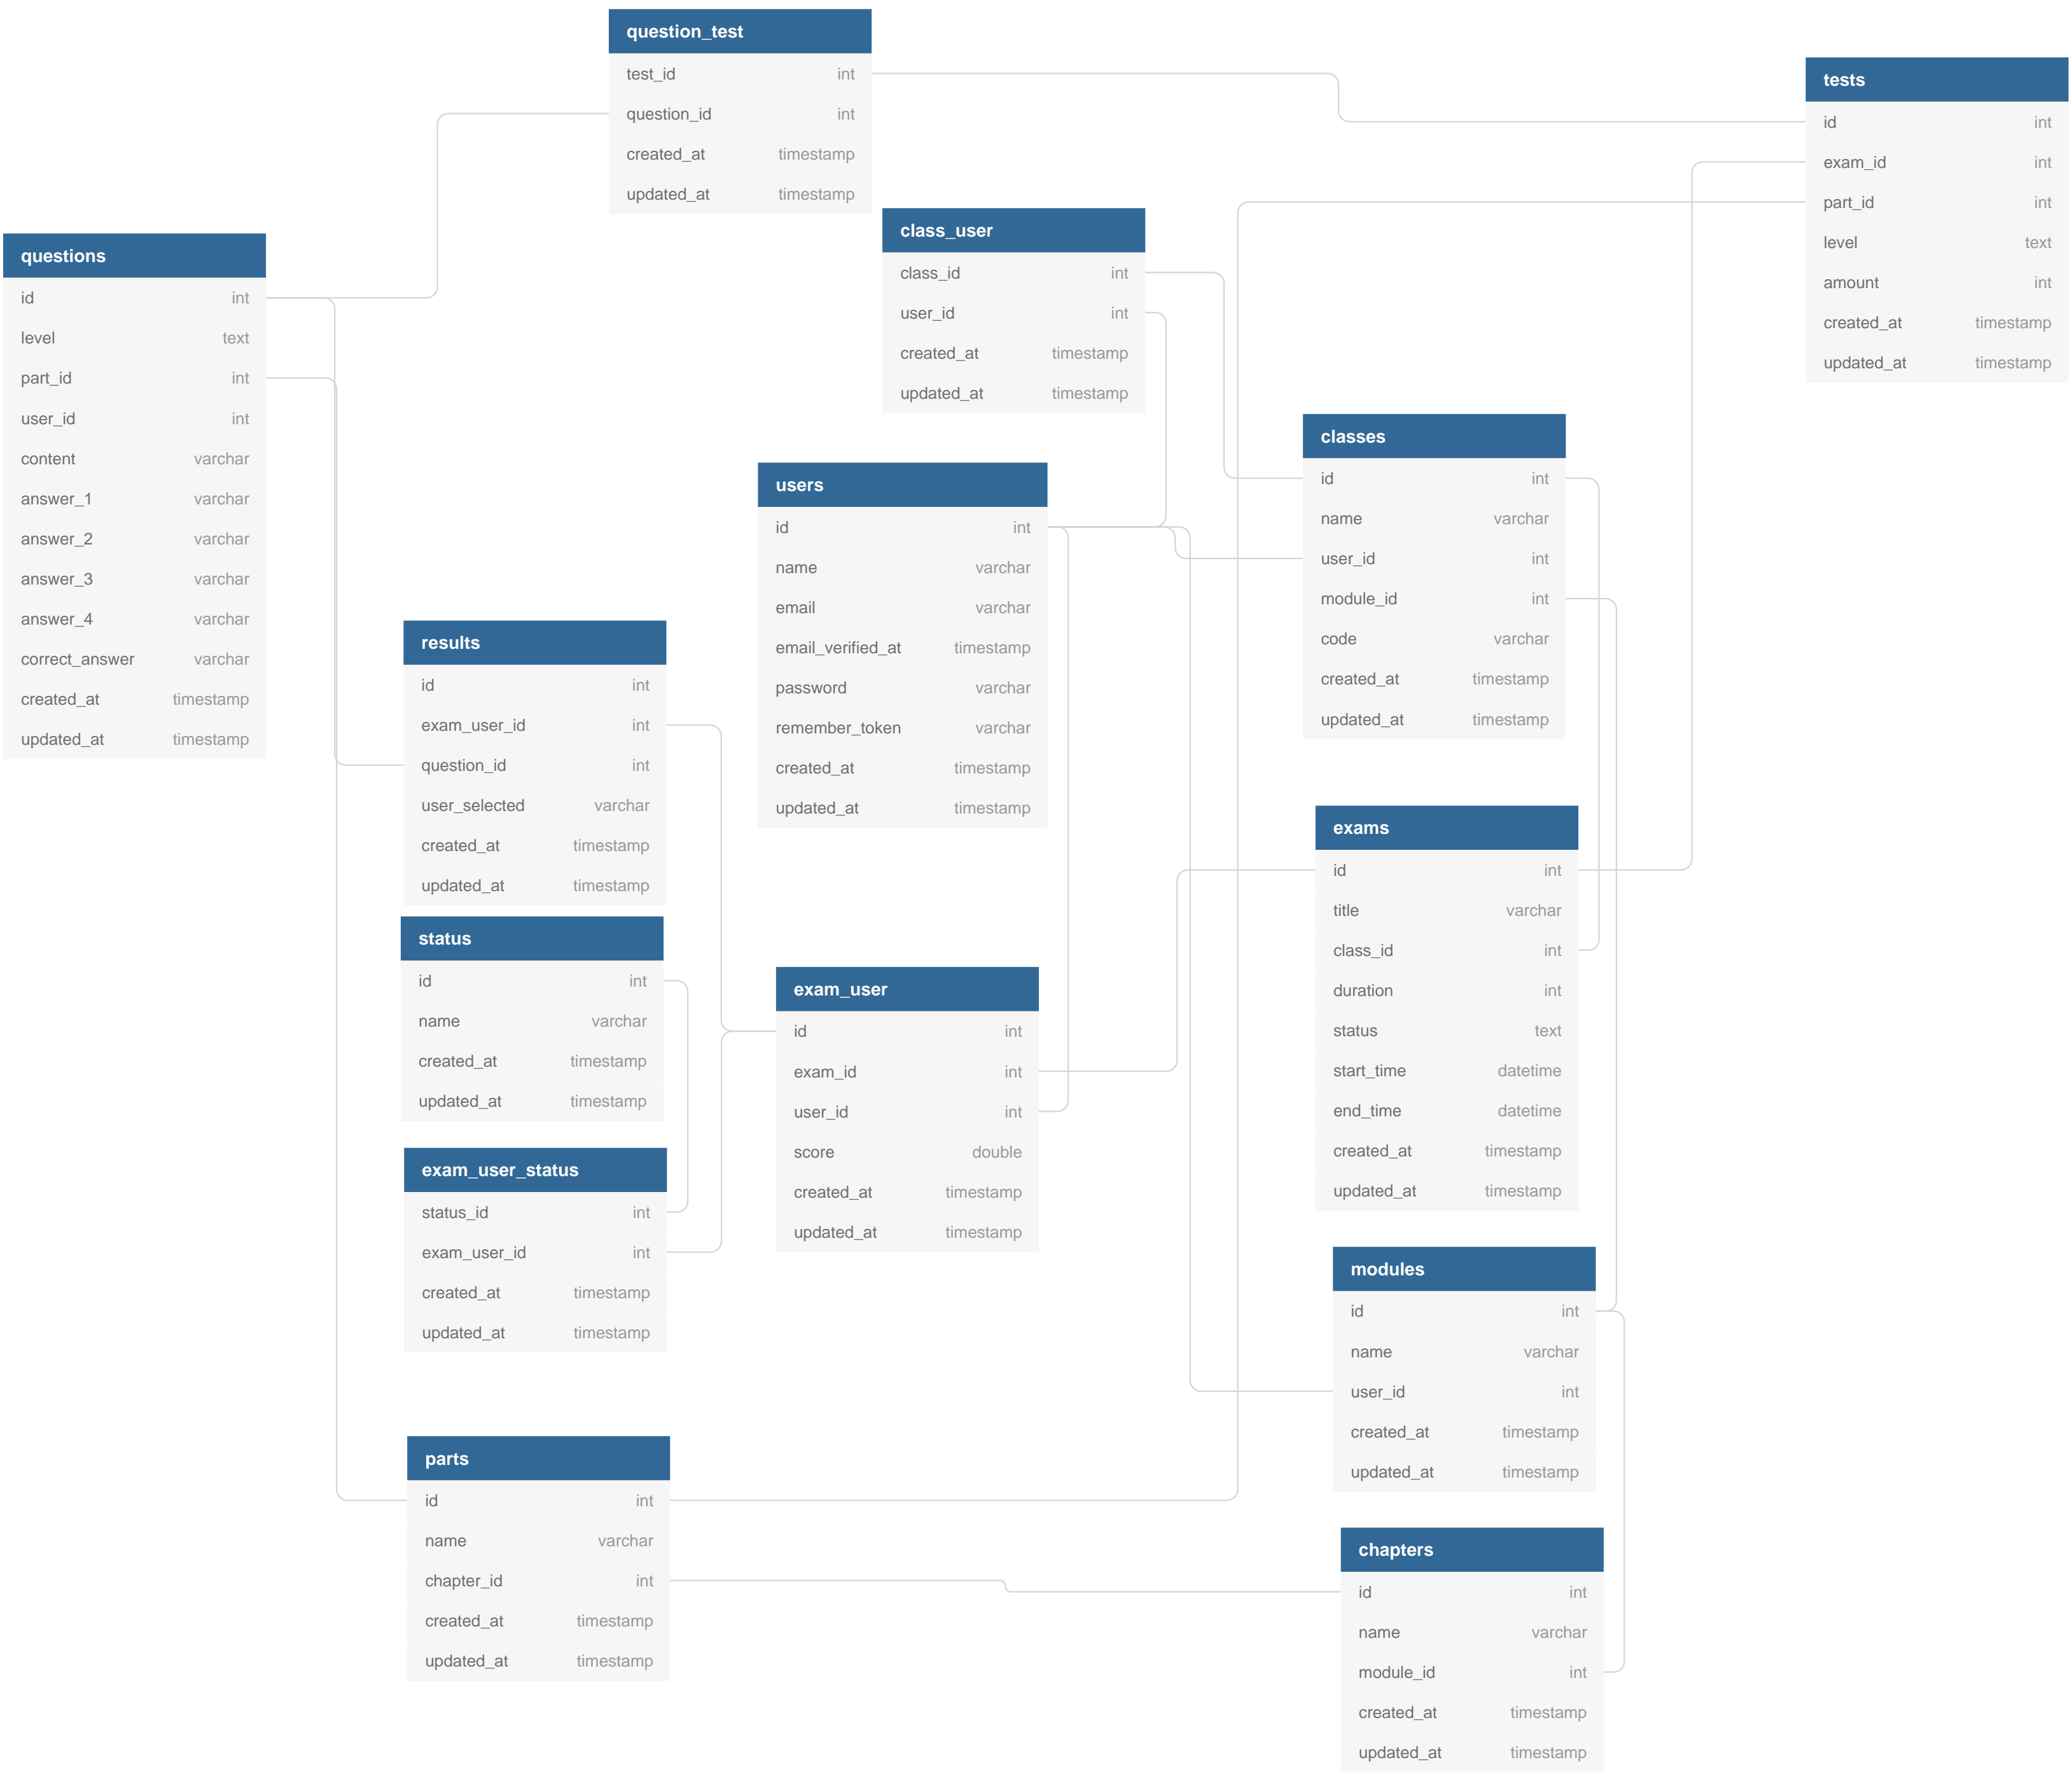 question_test
test_id int
question_id int
created_at timestamp
updated_at timestamp
tests
id int
exam_id int
part_id int
level text
amount int
created_at timestamp
updated_at timestamp
class_user
class_id int
user_id int
created_at timestamp
updated_at timestamp
questions
id int
level text
part_id int
user_id int
content varchar
answer_1 varchar
answer_2 varchar
answer_3 varchar
answer_4 varchar
correct_answer varchar
created_at timestamp
updated_at timestamp
classes
id int
name varchar
user_id int
module_id int
code varchar
created_at timestamp
updated_at timestamp
users
id int
name varchar
email varchar
email_verified_at timestamp
password varchar
remember_token varchar
created_at timestamp
updated_at timestamp
results
id int
exam_user_id int
question_id int
user_selected varchar
created_at timestamp
updated_at timestamp
exams
id int
title varchar
class_id int
duration int
status text
start_time datetime
end_time datetime
created_at timestamp
updated_at timestamp
status
id int
name varchar
created_at timestamp
updated_at timestamp
exam_user
id int
exam_id int
user_id int
score double
created_at timestamp
updated_at timestamp
exam_user_status
status_id int
exam_user_id int
created_at timestamp
updated_at timestamp
modules
id int
name varchar
user_id int
created_at timestamp
updated_at timestamp
parts
id int
name varchar
chapter_id int
created_at timestamp
updated_at timestamp
chapters
id int
name varchar
module_id int
created_at timestamp
updated_at timestamp